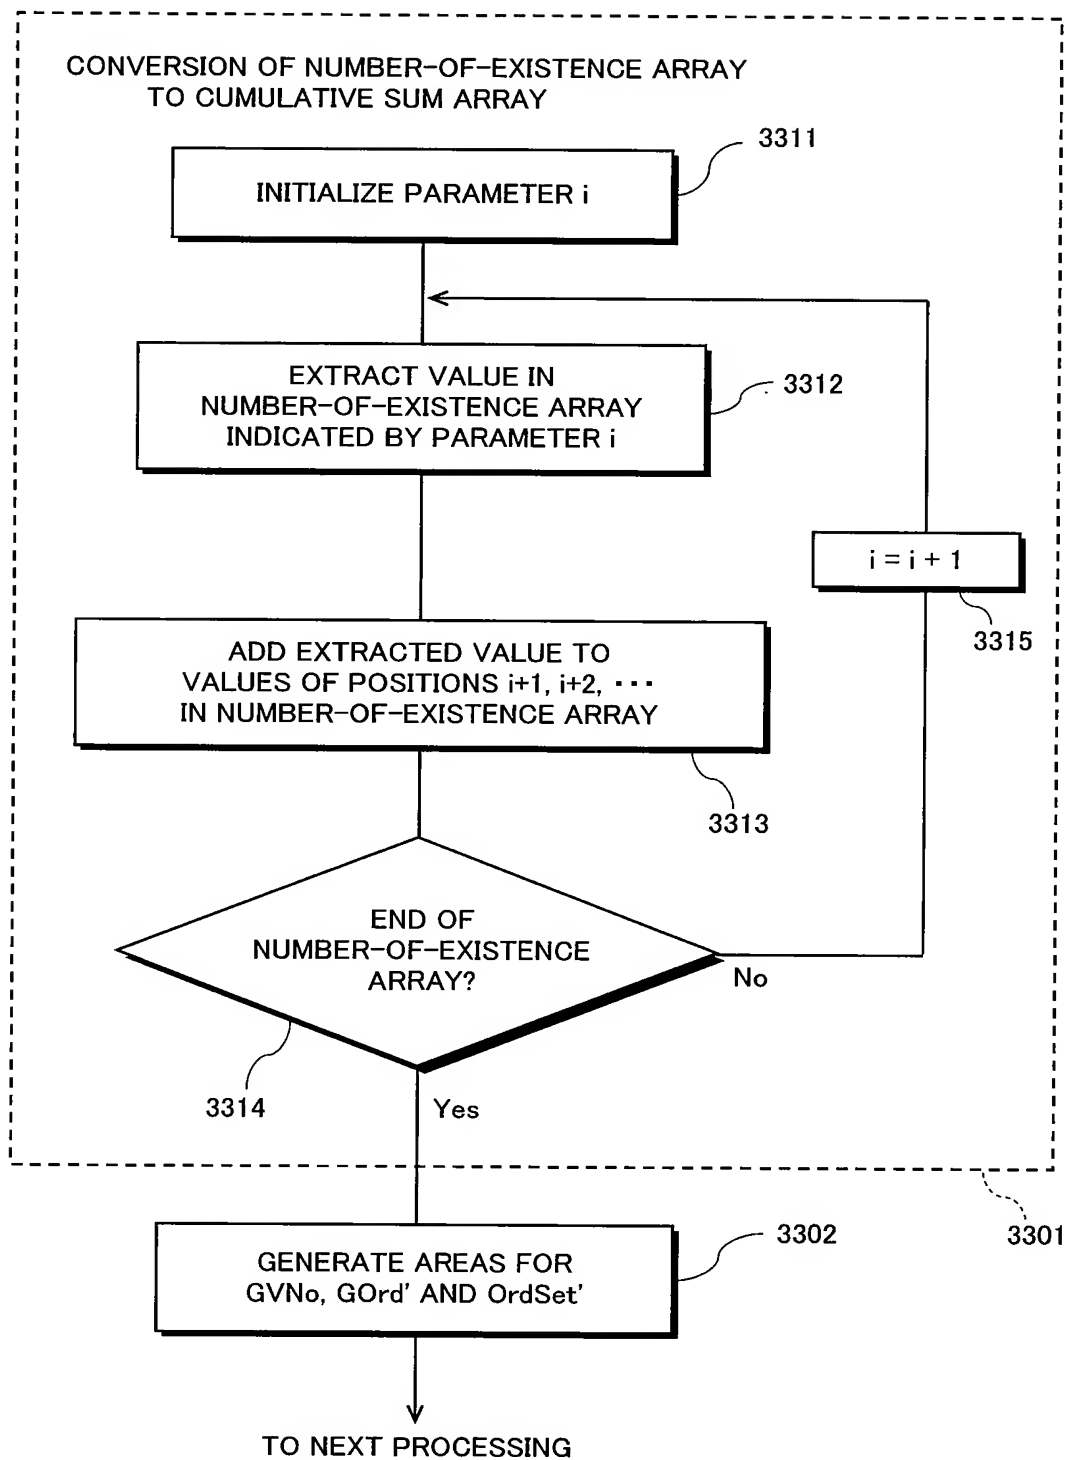 CONVERSION OF NUMBER-OF-EXISTENCE ARRAY
TO CUMULATIVE SUM ARRAY
3311
INITIALIZE PARAMETER i
EXTRACT VALUE IN
NUMBER-OF-EXISTENCE ARRAY
INDICATED BY PARAMETER i
3312
i = i + 1
3315
ADD EXTRACTED VALUE TO
VALUES OF POSITIONS i+1, i+2, ···
IN NUMBER-OF-EXISTENCE ARRAY
3313
END OF
NUMBER-OF-EXISTENCE
ARRAY?
No
3314
Yes
3301
3302
GENERATE AREAS FOR
GVNo, GOrd' AND OrdSet'
TO NEXT PROCESSING